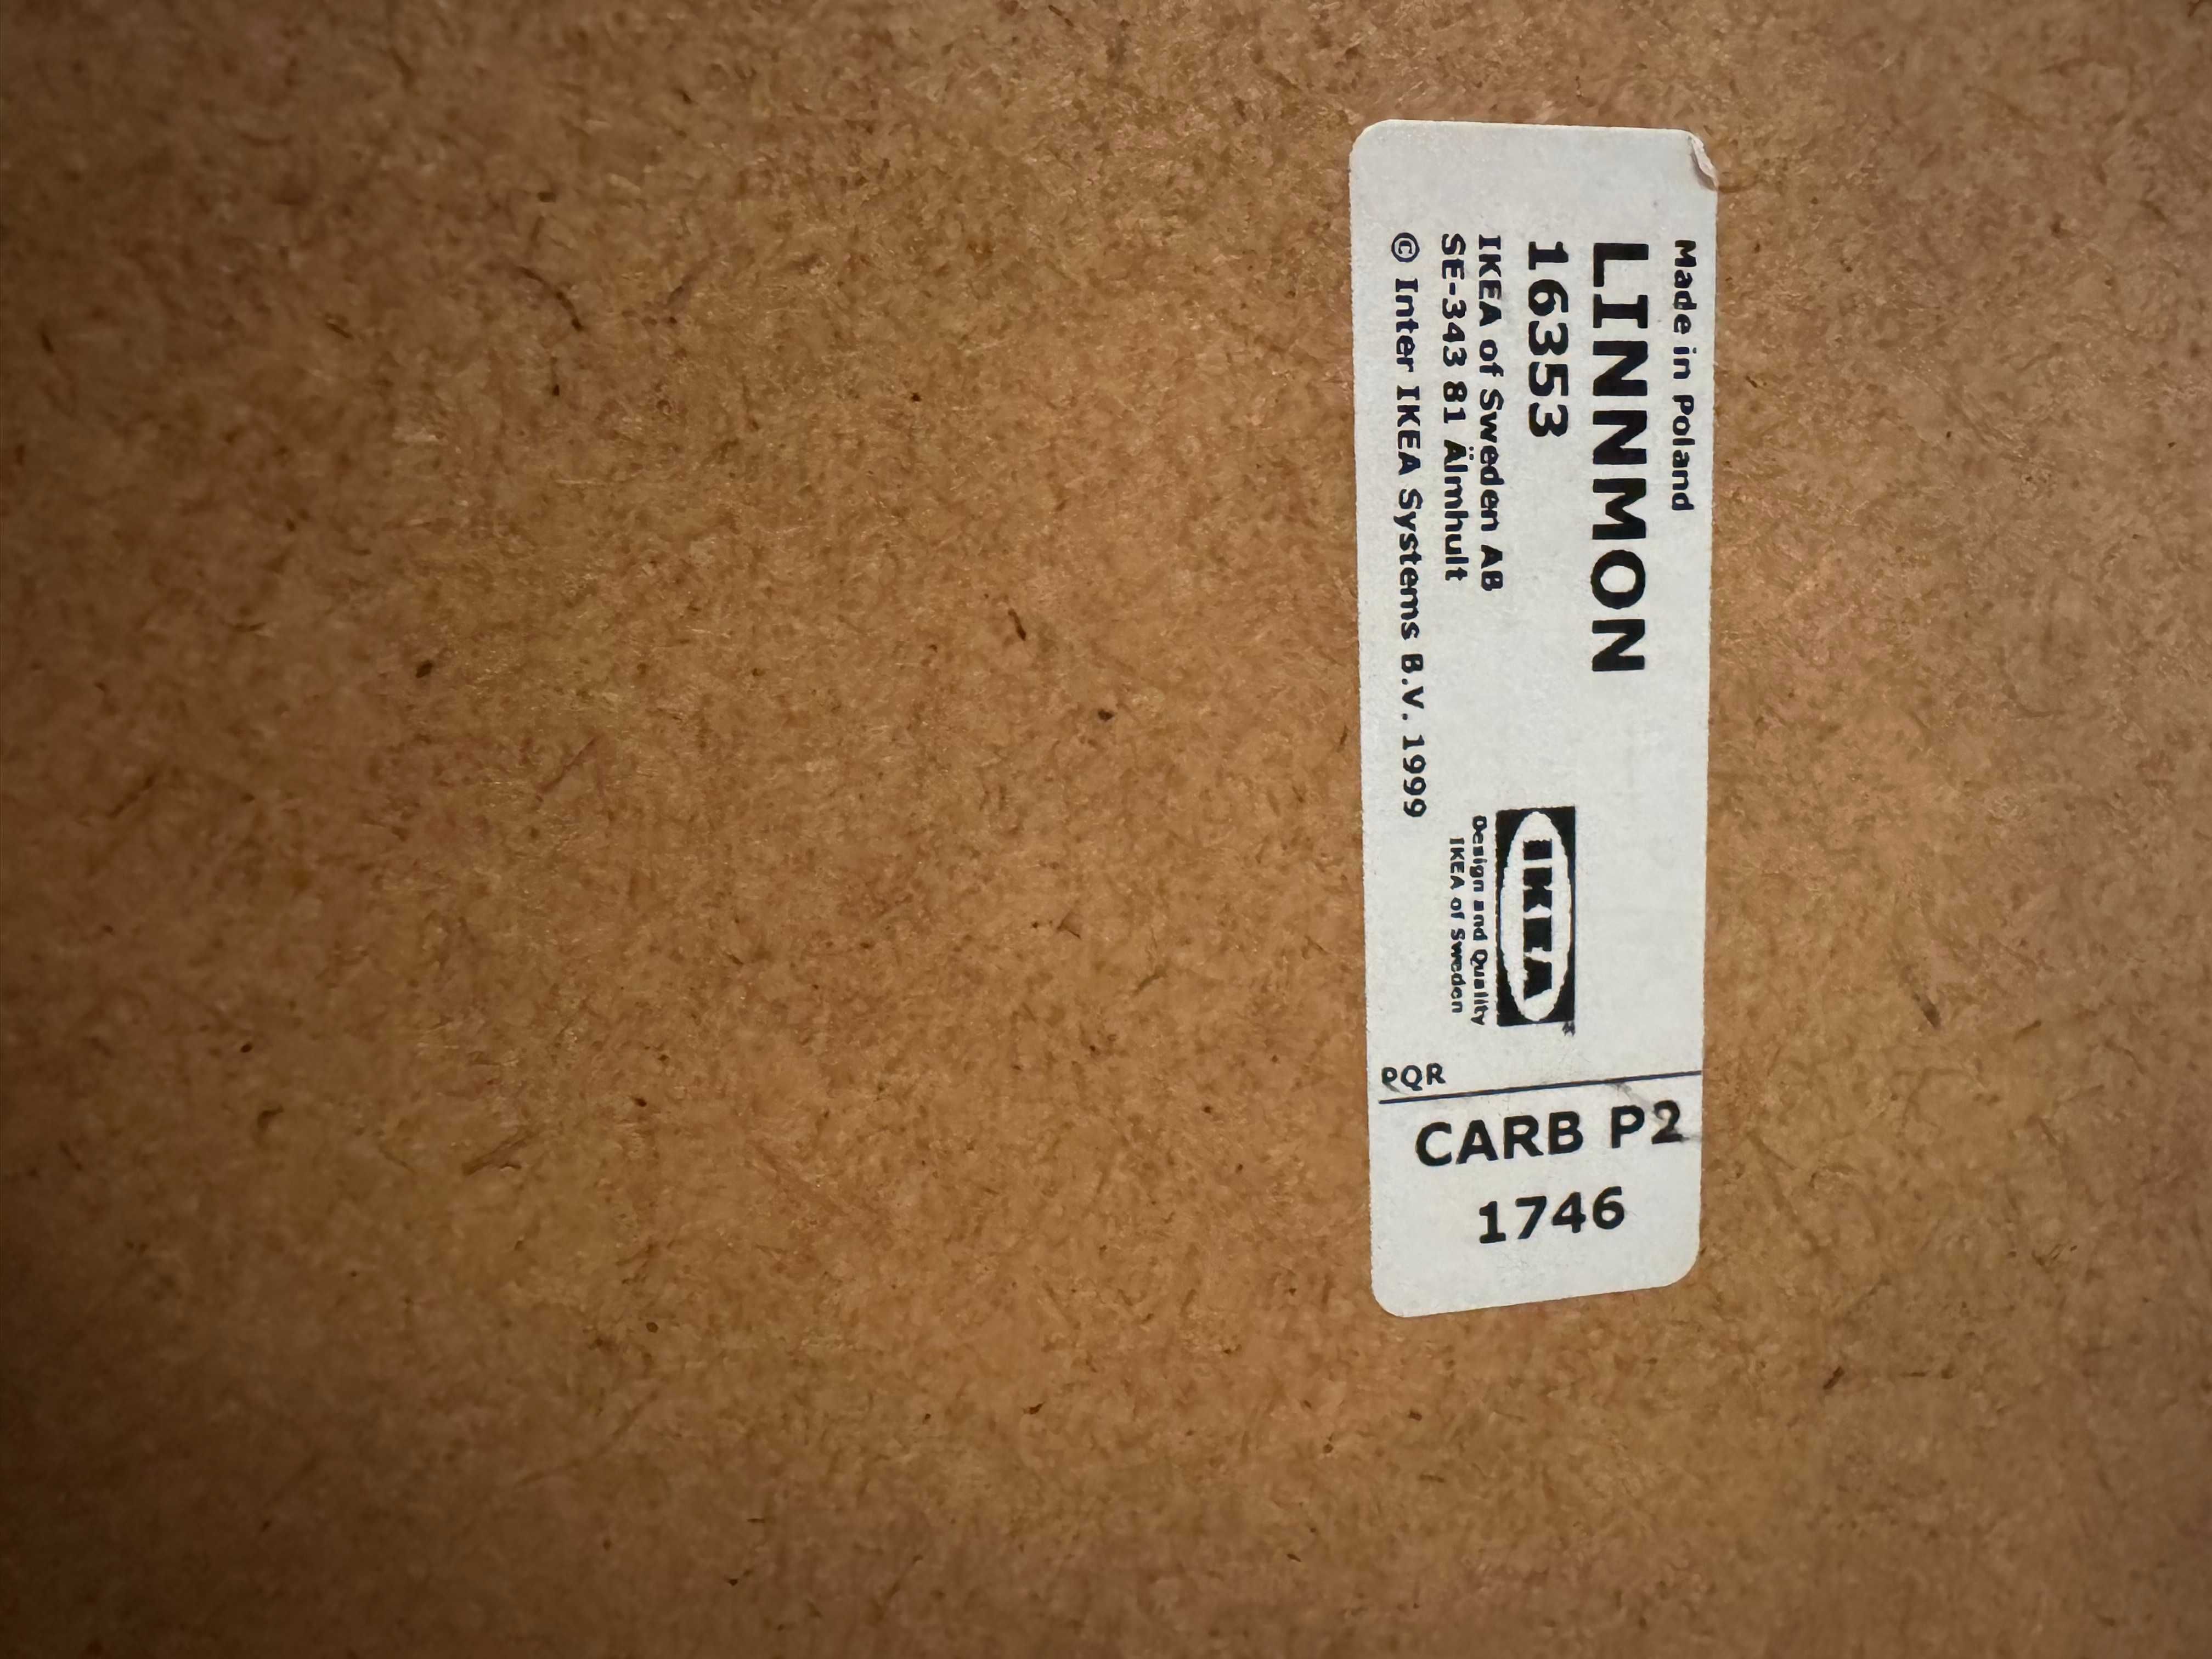 Made in Poland
LINNMON
16353
IKEA of Sweden AB
SE-343 81 Älmhult
© Inter IKEA Systems B.V. 1999
IKEA®
Design and Quality
IKEA of Sweden
PQR
CARB P2
1746